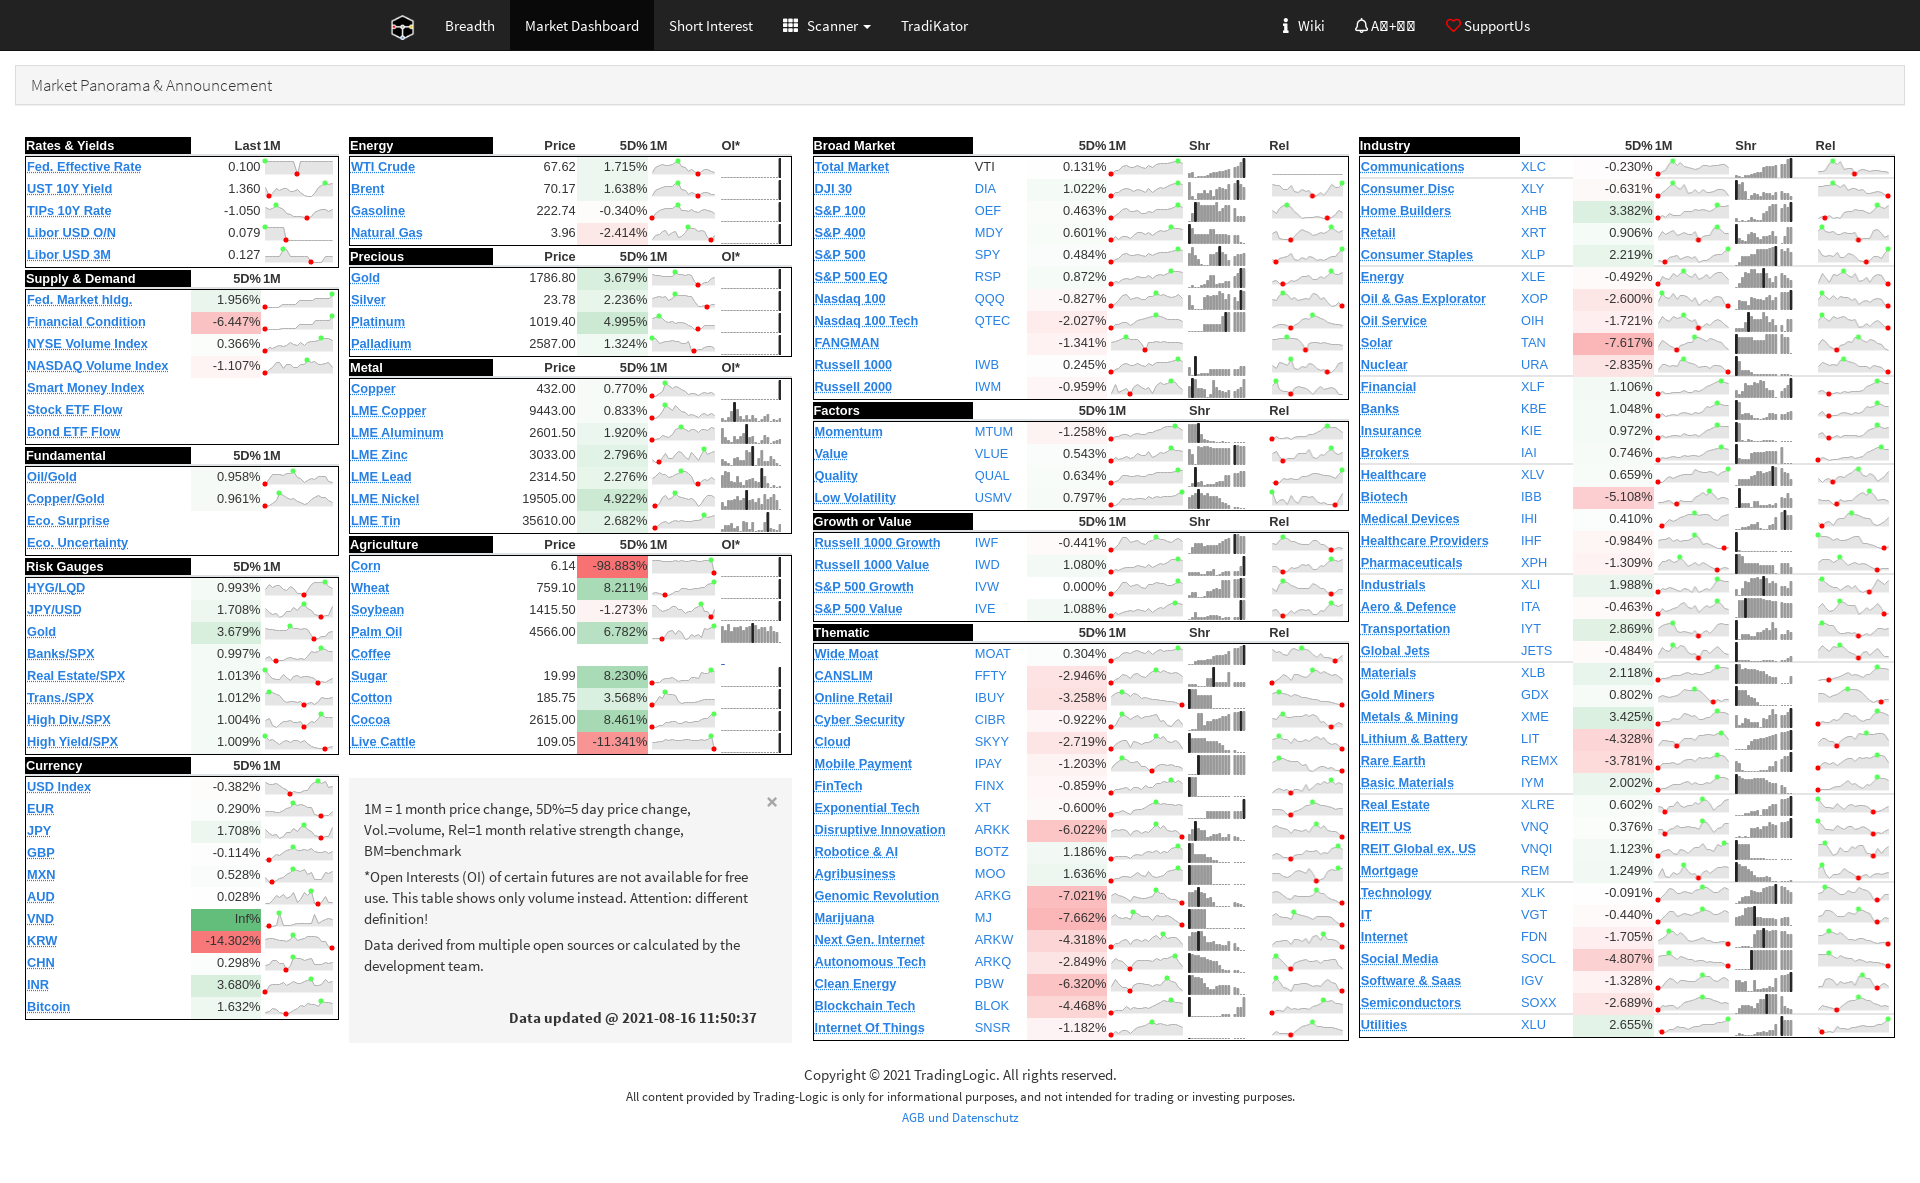 Breadth Market Dashboard Short Interest Scanner TradiKator Wiki SupportUs
Market Panorama & Announcement
Rates & Yields Last 1M
Fed. Effective Rate 0.100
UST 10Y Yield 1.360
TIPs 10Y Rate -1.050
Libor USD O/N 0.079
Libor USD 3M 0.127
Supply & Demand 5D% 1M
Fed. Market hldg. 1.956%
Financial Condition -6.447%
NYSE Volume Index 0.366%
NASDAQ Volume Index -1.107%
Smart Money Index
Stock ETF Flow
Bond ETF Flow
Fundamental 5D% 1M
Oil/Gold 0.958%
Copper/Gold 0.961%
Eco. Surprise
Eco. Uncertainty
Risk Gauges 5D% 1M
HYG/LQD 0.993%
JPY/USD 1.708%
Gold 3.679%
Banks/SPX 0.997%
Real Estate/SPX 1.013%
Trans./SPX 1.012%
High Div./SPX 1.004%
High Yield/SPX 1.009%
Currency 5D% 1M
USD Index -0.382%
EUR 0.290%
JPY 1.708%
GBP -0.114%
MXN 0.528%
AUD 0.028%
VND Inf%
KRW -14.302%
CHN 0.298%
INR 3.680%
Bitcoin 1.632%
Energy Price 5D% 1M OI*
WTI Crude 67.62 1.715%
Brent 70.17 1.638%
Gasoline 222.74 -0.340%
Natural Gas 3.96 -2.414%
Precious Price 5D% 1M OI*
Gold 1786.80 3.679%
Silver 23.78 2.236%
Platinum 1019.40 4.995%
Palladium 2587.00 1.324%
Metal Price 5D% 1M OI*
Copper 432.00 0.770%
LME Copper 9443.00 0.833%
LME Aluminum 2601.50 1.920%
LME Zinc 3033.00 2.796%
LME Lead 2314.50 2.276%
LME Nickel 19505.00 4.922%
LME Tin 35610.00 2.682%
Agriculture Price 5D% 1M OI*
Corn 6.14 -98.883%
Wheat 759.10 8.211%
Soybean 1415.50 -1.273%
Palm Oil 4566.00 6.782%
Coffee -
Sugar 19.99 8.230%
Cotton 185.75 3.568%
Cocoa 2615.00 8.461%
Live Cattle 109.05 -11.341%
×
1M = 1 month price change, 5D%=5 day price change,
Vol.=volume, Rel=1 month relative strength change,
BM=benchmark
*Open Interests (OI) of certain futures are not available for free
use. This table shows only volume instead. Attention: different
definition!
Data derived from multiple open sources or calculated by the
development team.
Data updated @ 2021-08-16 11:50:37
Broad Market 5D% 1M Shr Rel
Total Market VTI 0.131%
DJI 30 DIA 1.022%
S&P 100 OEF 0.463%
S&P 400 MDY 0.601%
S&P 500 SPY 0.484%
S&P 500 EQ RSP 0.872%
Nasdaq 100 QQQ -0.827%
Nasdaq 100 Tech QTEC -2.027%
FANGMAN -1.341%
Russell 1000 IWB 0.245%
Russell 2000 IWM -0.959%
Factors 5D% 1M Shr Rel
Momentum MTUM -1.258%
Value VLUE 0.543%
Quality QUAL 0.634%
Low Volatility USMV 0.797%
Growth or Value 5D% 1M Shr Rel
Russell 1000 Growth IWF -0.441%
Russell 1000 Value IWD 1.080%
S&P 500 Growth IVW 0.000%
S&P 500 Value IVE 1.088%
Thematic 5D% 1M Shr Rel
Wide Moat MOAT 0.304%
CANSLIM FFTY -2.946%
Online Retail IBUY -3.258%
Cyber Security CIBR -0.922%
Cloud SKYY -2.719%
Mobile Payment IPAY -1.203%
FinTech FINX -0.859%
Exponential Tech XT -0.600%
Disruptive Innovation ARKK -6.022%
Robotice & AI BOTZ 1.186%
Agribusiness MOO 1.636%
Genomic Revolution ARKG -7.021%
Marijuana MJ -7.662%
Next Gen. Internet ARKW -4.318%
Autonomous Tech ARKQ -2.849%
Clean Energy PBW -6.320%
Blockchain Tech BLOK -4.468%
Internet Of Things SNSR -1.182%
Industry 5D% 1M Shr Rel
Communications XLC -0.230%
Consumer Disc XLY -0.631%
Home Builders XHB 3.382%
Retail XRT 0.906%
Consumer Staples XLP 2.219%
Energy XLE -0.492%
Oil & Gas Explorator XOP -2.600%
Oil Service OIH -1.721%
Solar TAN -7.617%
Nuclear URA -2.835%
Financial XLF 1.106%
Banks KBE 1.048%
Insurance KIE 0.972%
Brokers IAI 0.746%
Healthcare XLV 0.659%
Biotech IBB -5.108%
Medical Devices IHI 0.410%
Healthcare Providers IHF -0.984%
Pharmaceuticals XPH -1.309%
Industrials XLI 1.988%
Aero & Defence ITA -0.463%
Transportation IYT 2.869%
Global Jets JETS -0.484%
Materials XLB 2.118%
Gold Miners GDX 0.802%
Metals & Mining XME 3.425%
Lithium & Battery LIT -4.328%
Rare Earth REMX -3.781%
Basic Materials IYM 2.002%
Real Estate XLRE 0.602%
REIT US VNQ 0.376%
REIT Global ex. US VNQI 1.123%
Mortgage REM 1.249%
Technology XLK -0.091%
IT VGT -0.440%
Internet FDN -1.705%
Social Media SOCL -4.807%
Software & Saas IGV -1.328%
Semiconductors SOXX -2.689%
Utilities XLU 2.655%
Copyright © 2021 TradingLogic. All rights reserved.
All content provided by Trading-Logic is only for informational purposes, and not intended for trading or investing purposes.
AGB und Datenschutz